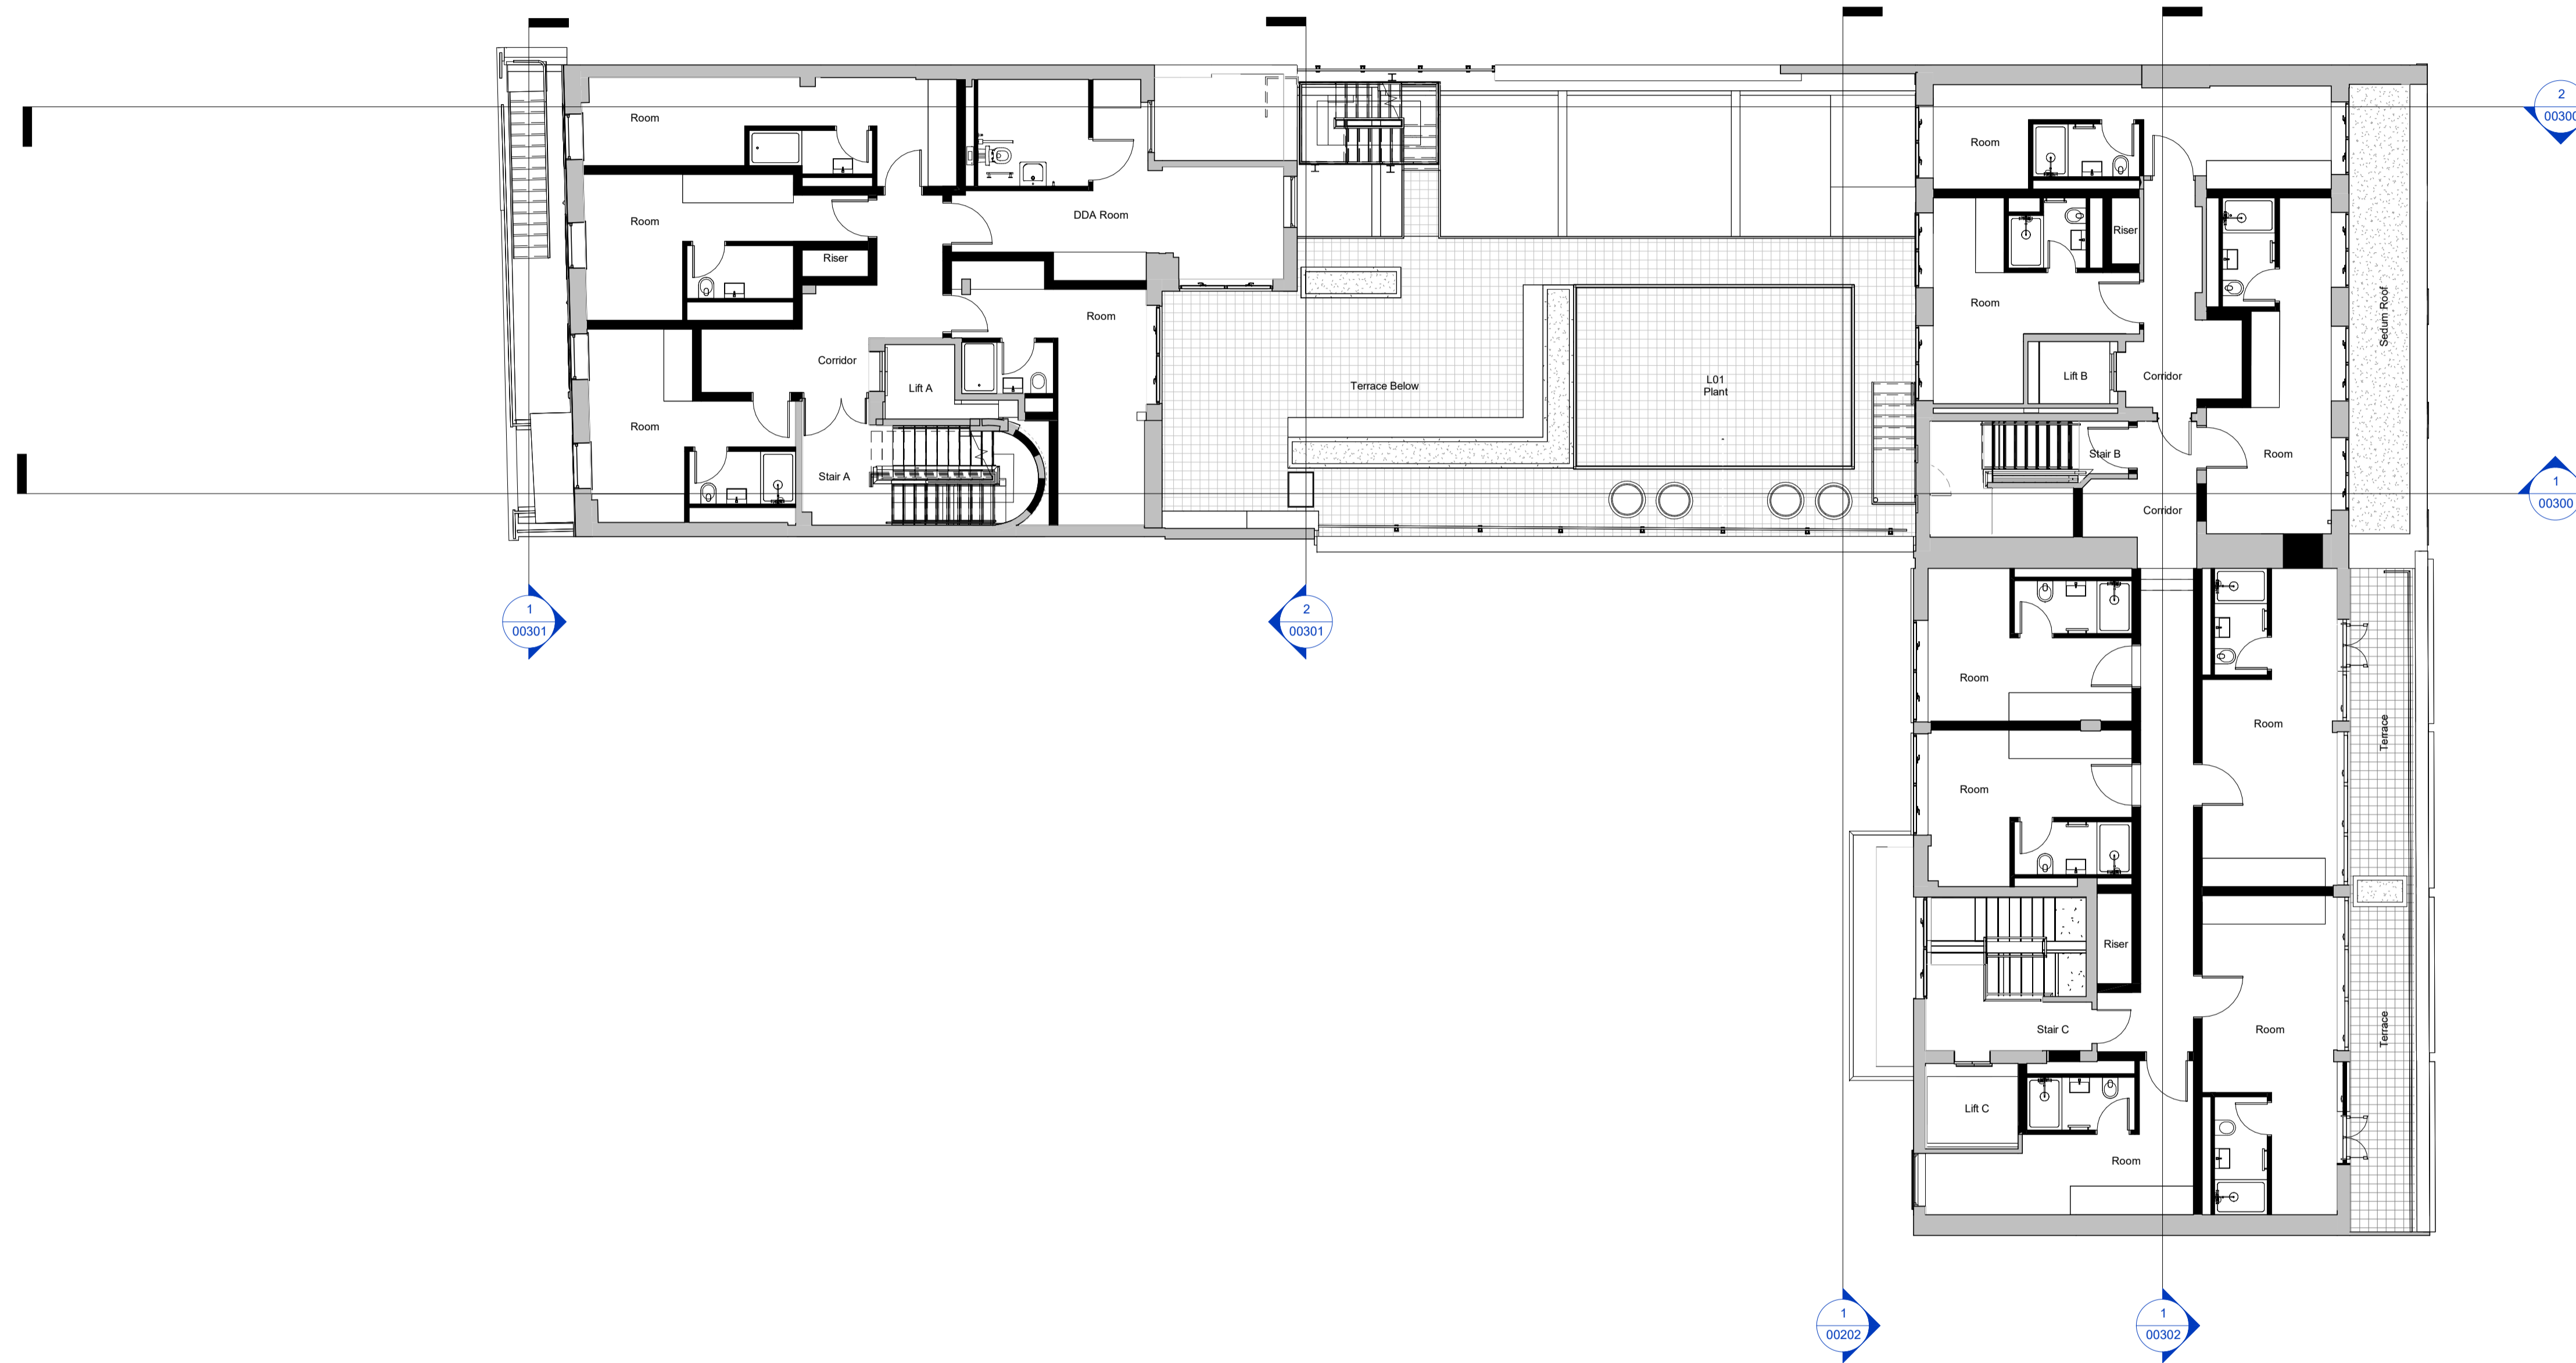 2
00300
Room
Room
DDA Room
Room
Riser
Riser
Room
Room
Sedum Roof
Corridor
Lift A
Terrace Below
L01
Plant
Lift B
Corridor
Room
Stair A
Stair B
Room
1
00300
Corridor
1
00301
2
00301
Room
Room
Terrace
Room
Riser
Stair C
Room
Terrace
Lift C
Room
1
00202
1
00302